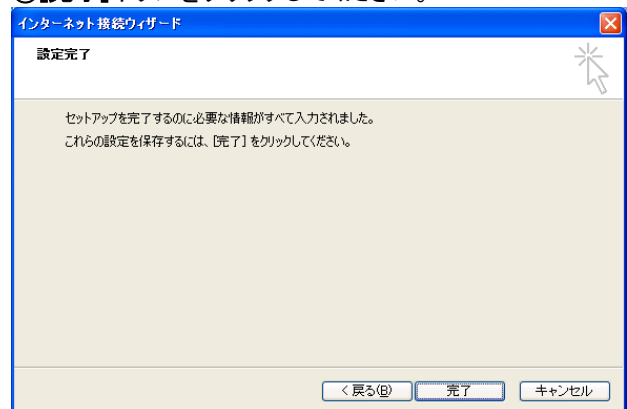 ください。
インターネット接続ウィザード
設定完了
セットアップを完了するのに必要な情報がすべて入力されました。
これらの設定を保存するには、[完了] をクリックしてください。
< 戻る(B)
完了
キャンセル